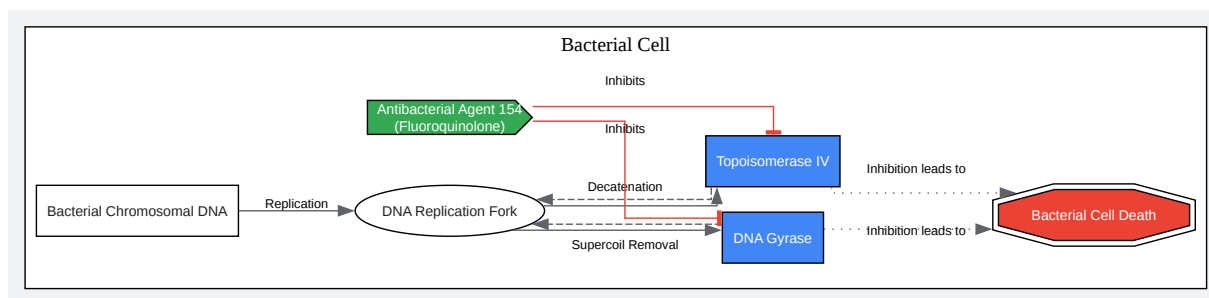 Bacterial Cell
Inhibits
Antibacterial Agent 154
(Fluoroquinolone)
Inhibits
Topoisomerase IV
Inhibition leads to
Decatenation
Bacterial Chromosomal DNA
Replication
DNA Replication Fork
Bacterial Cell Death
Supercoil Removal
DNA Gyrase
Inhibition leads to